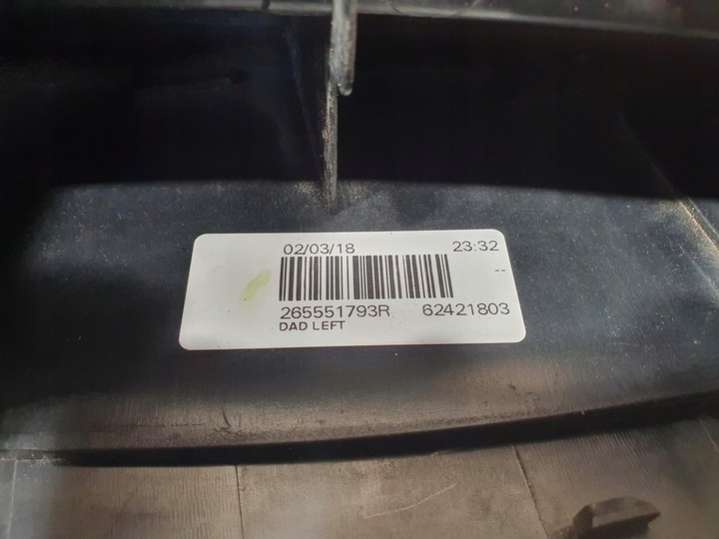 02/03/18 23:32
--
265551793R 62421803
DAD LEFT